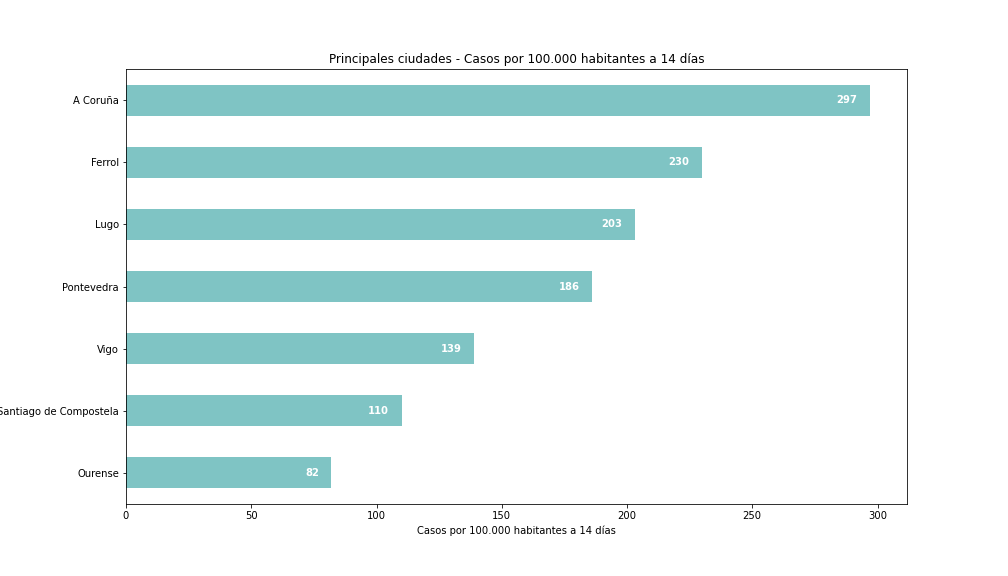 Principales ciudades - Casos por 100.000 habitantes a 14 días
A Coruña
297
Ferrol
230
Lugo
203
Pontevedra
186
Vigo
139
Santiago de Compostela
110
Ourense
82
0 50 100 150 200 250 300
Casos por 100.000 habitantes a 14 días